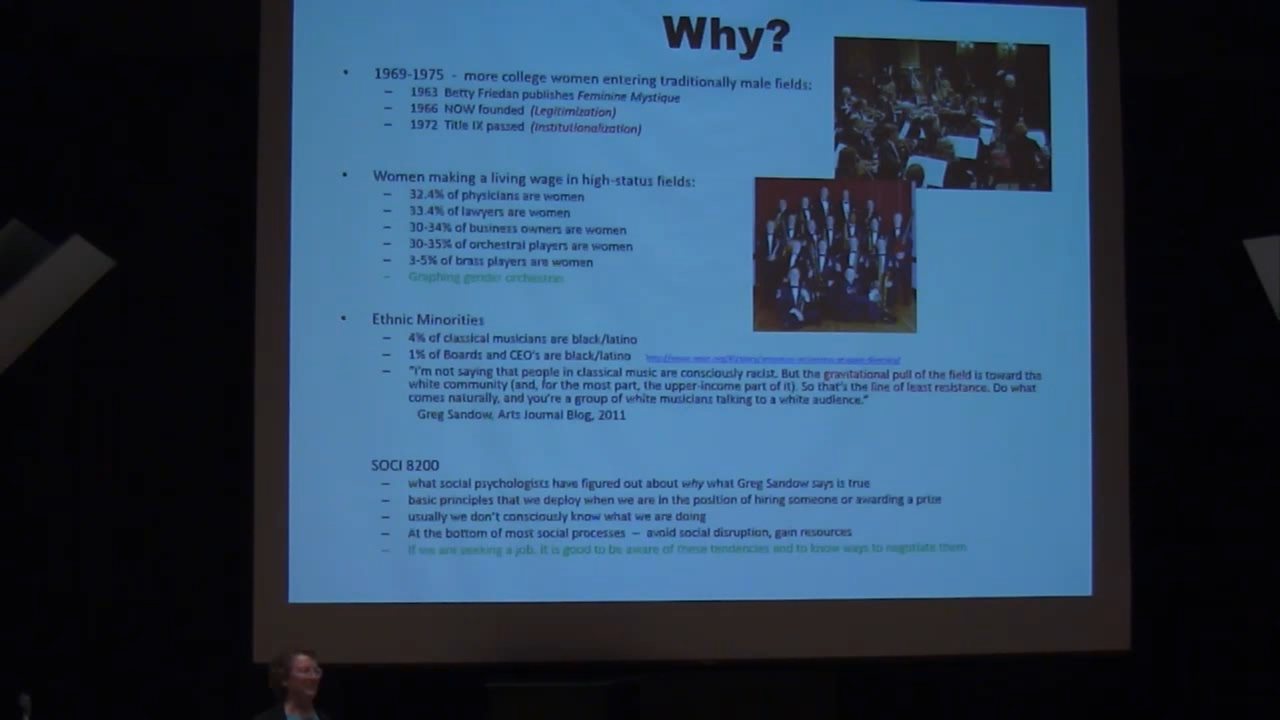 Why?
• 1969-1975 - more college women entering traditionally male fields:
– 1963 Betty Friedan publishes Feminine Mystique
– 1966 NOW founded (Legitimization)
– 1972 Title IX passed (Institutionalization)
• Women making a living wage in high-status fields:
– 32.4% of physicians are women
– 33.4% of lawyers are women
– 30-34% of business owners are women
– 30-35% of orchestral players are women
– 3-5% of brass players are women
– Graphing gender orchestras
• Ethnic Minorities
– 4% of classical musicians are black/latino
– 1% of Boards and CEO's are black/latino
– "I'm not saying that people in classical music are consciously racist. But the gravitational pull of the field is toward the
white community (and, for the most part, the upper-income part of it). So that's the line of least resistance. Do what
comes naturally, and you're a group of white musicians talking to a white audience."
Greg Sandow, Arts Journal Blog, 2011
SOCI 8200
– what social psychologists have figured out about why what Greg Sandow says is true
– basic principles that we deploy when we are in the position of hiring someone or awarding a prize
– usually we don't consciously know what we are doing
– At the bottom of most social processes – avoid social disruption, gain resources
– If we are seeking a job, it is good to be aware of these tendencies and to know ways to negotiate them